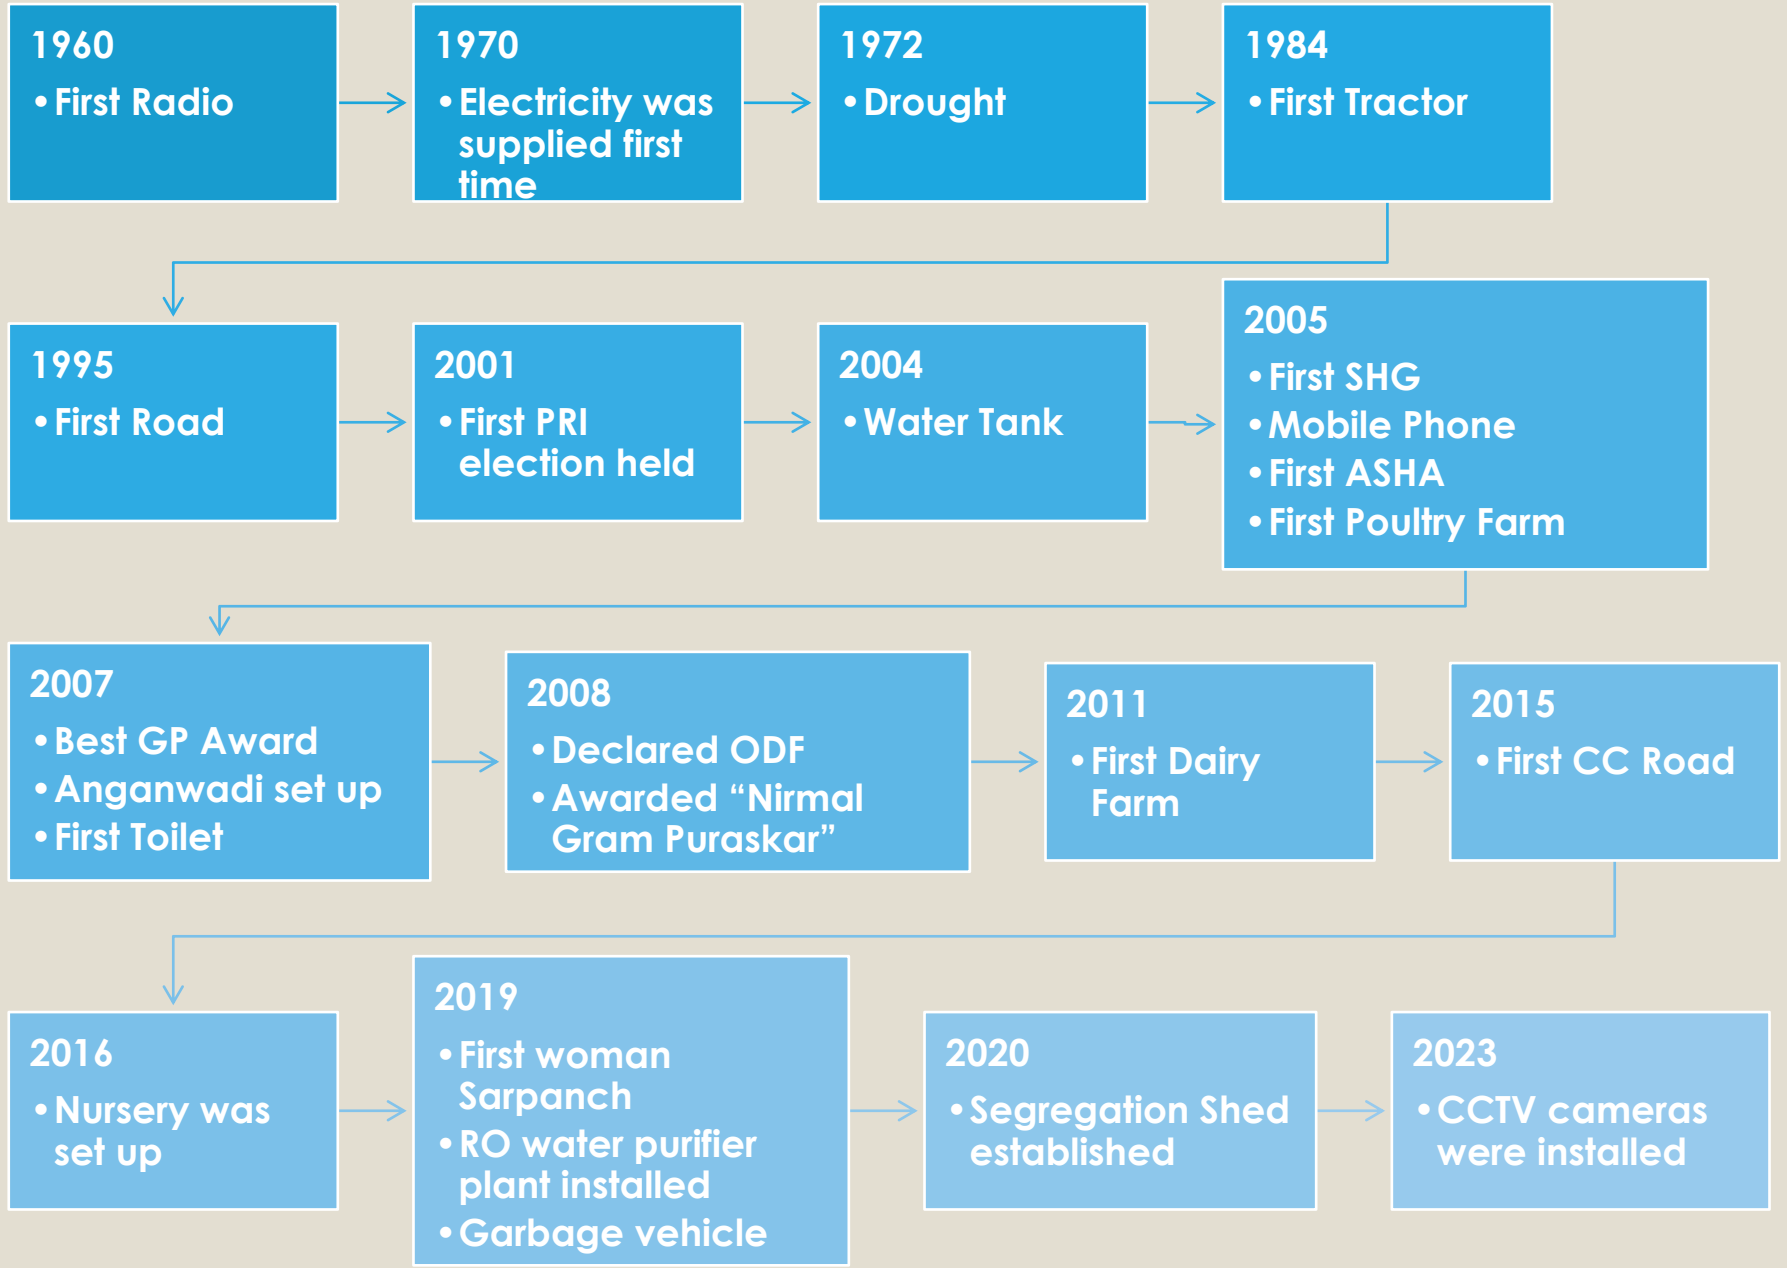 1960
•First Radio
1970
•Electricity was
supplied first
time
1972
•Drought
1984
•First Tractor
1995
•First Road
2001
•First PRI
election held
2004
•Water Tank
2005
•First SHG
•Mobile Phone
•First ASHA
•First Poultry Farm
2007
•Best GP Award
•Anganwadi set up
•First Toilet
2008
•Declared ODF
•Awarded “Nirmal
Gram Puraskar”
2011
•First Dairy
Farm
2015
•First CC Road
2016
•Nursery was
set up
2019
•First woman
Sarpanch
•RO water purifier
plant installed
•Garbage vehicle
2020
•Segregation Shed
established
2023
•CCTV cameras
were installed